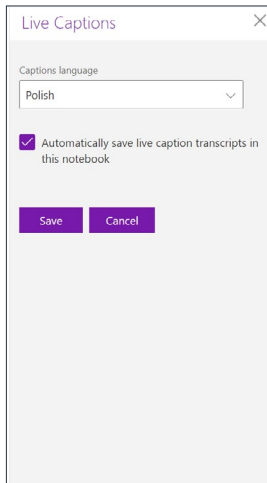 Live Captions
Captions language
Polish
Automatically save live caption transcripts in
this notebook
Save
Cancel